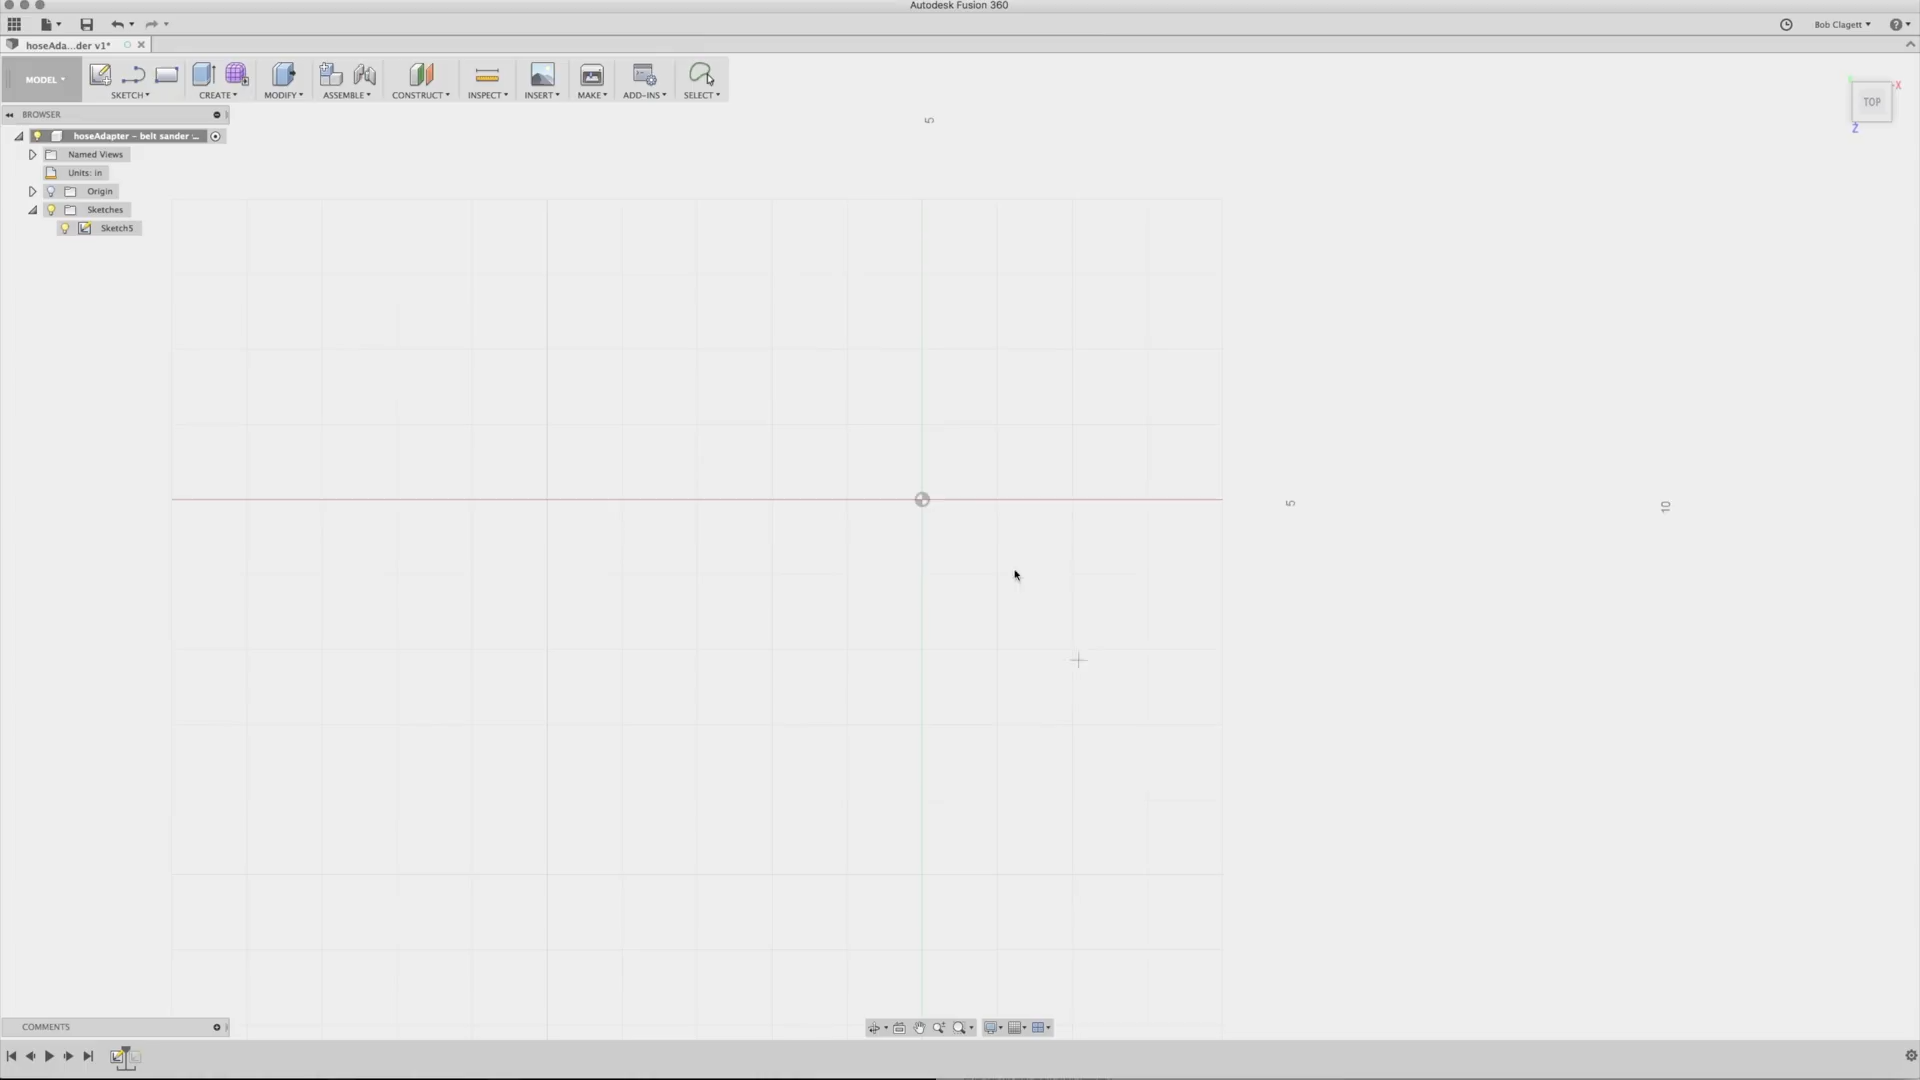 Autodesk Fusion 360
Bob Clagett
hoseAda...der v1*
MODEL
SKETCH
CREATE
MODIFY
ASSEMBLE
CONSTRUCT
INSPECT
INSERT
MAKE
ADD-INS
SELECT
TOP
X
Z
BROWSER
hoseAdapter - belt sander ...
Named Views
Units: in
Origin
Sketches
Sketch5
5
5
10
COMMENTS